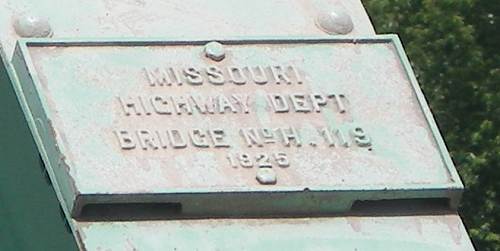 MISSOURI
HIGHWAY DEPT
BRIDGE No H.119
1925